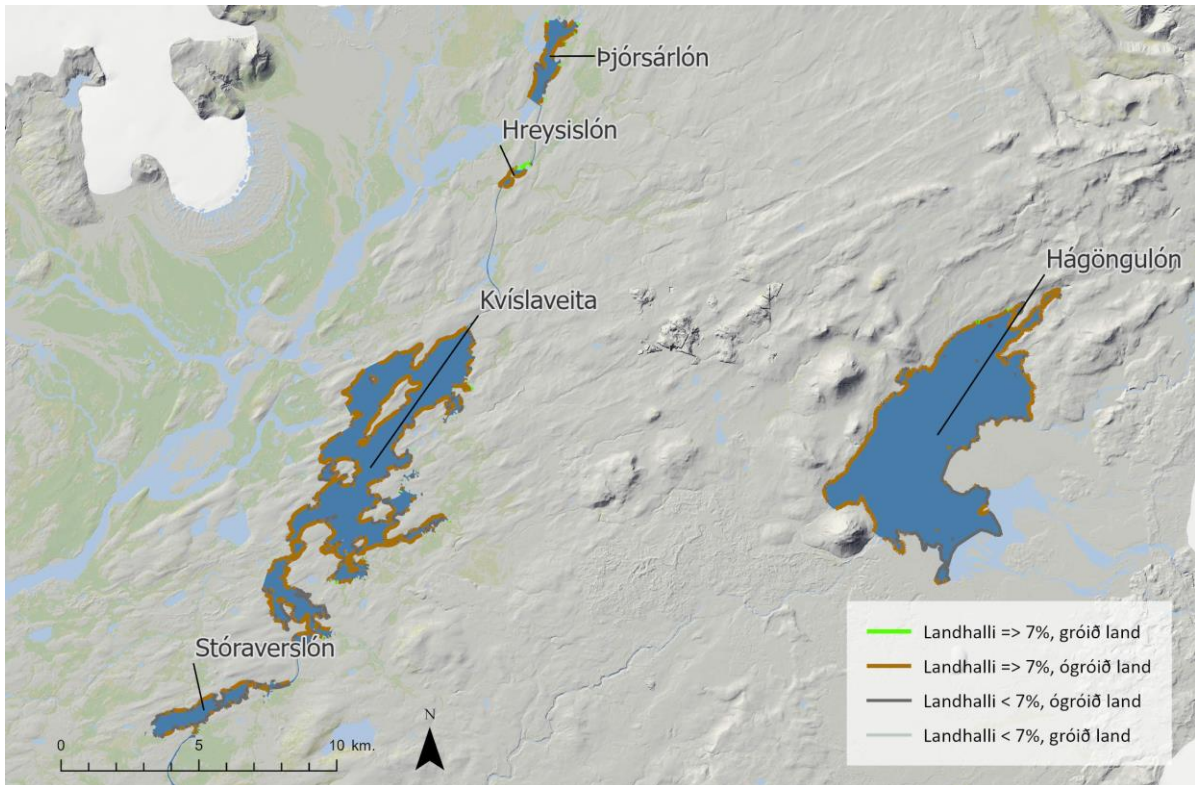 Þjórsárlón
Hreysislón
Hágöngulón
Kvíslaveita
Stóraverslón
Landhalli => 7%, gróið land
Landhalli => 7%, ógróið land
Landhalli < 7%, ógróið land
Landhalli < 7%, gróið land
N
0 5 10 km.